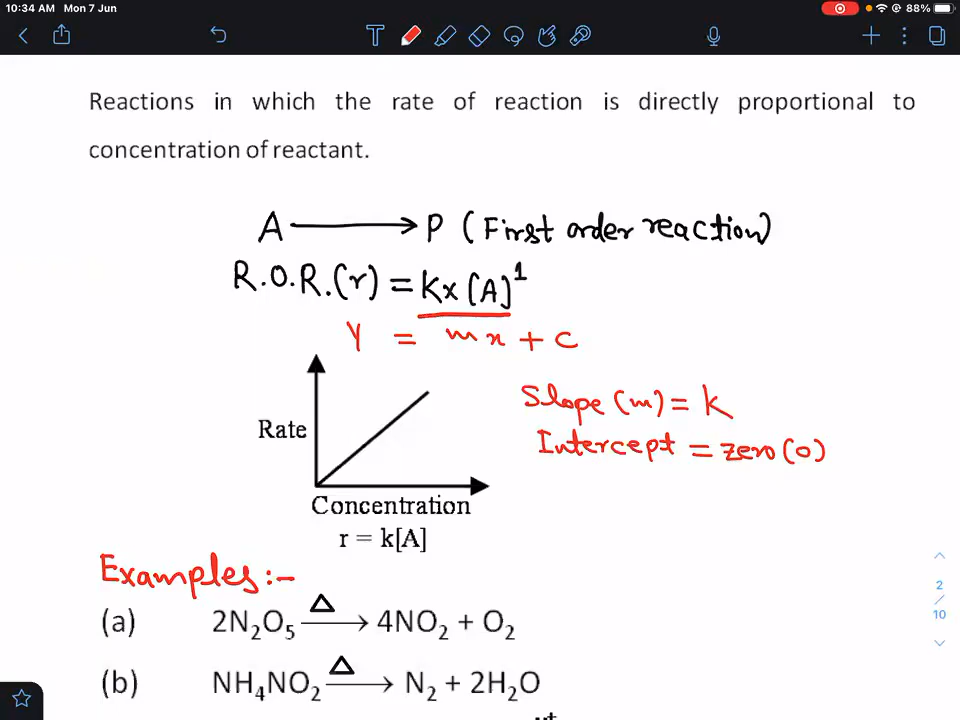 10:34 AM Mon 7 Jun
88%
Reactions in which the rate of reaction is directly proportional to
concentration of reactant.
A ⟶ P (First order reaction)
R.O.R.(r) = K x (A)¹
Y = mx + c
Slope (m) = k
Intercept = zero (0)
Rate
Concentration
r = k[A]
Examples:-
(a) 2N₂O₅ —Δ→ 4NO₂ + O₂
(b) NH₄NO₂ —Δ→ N₂ + 2H₂O
2
/
10